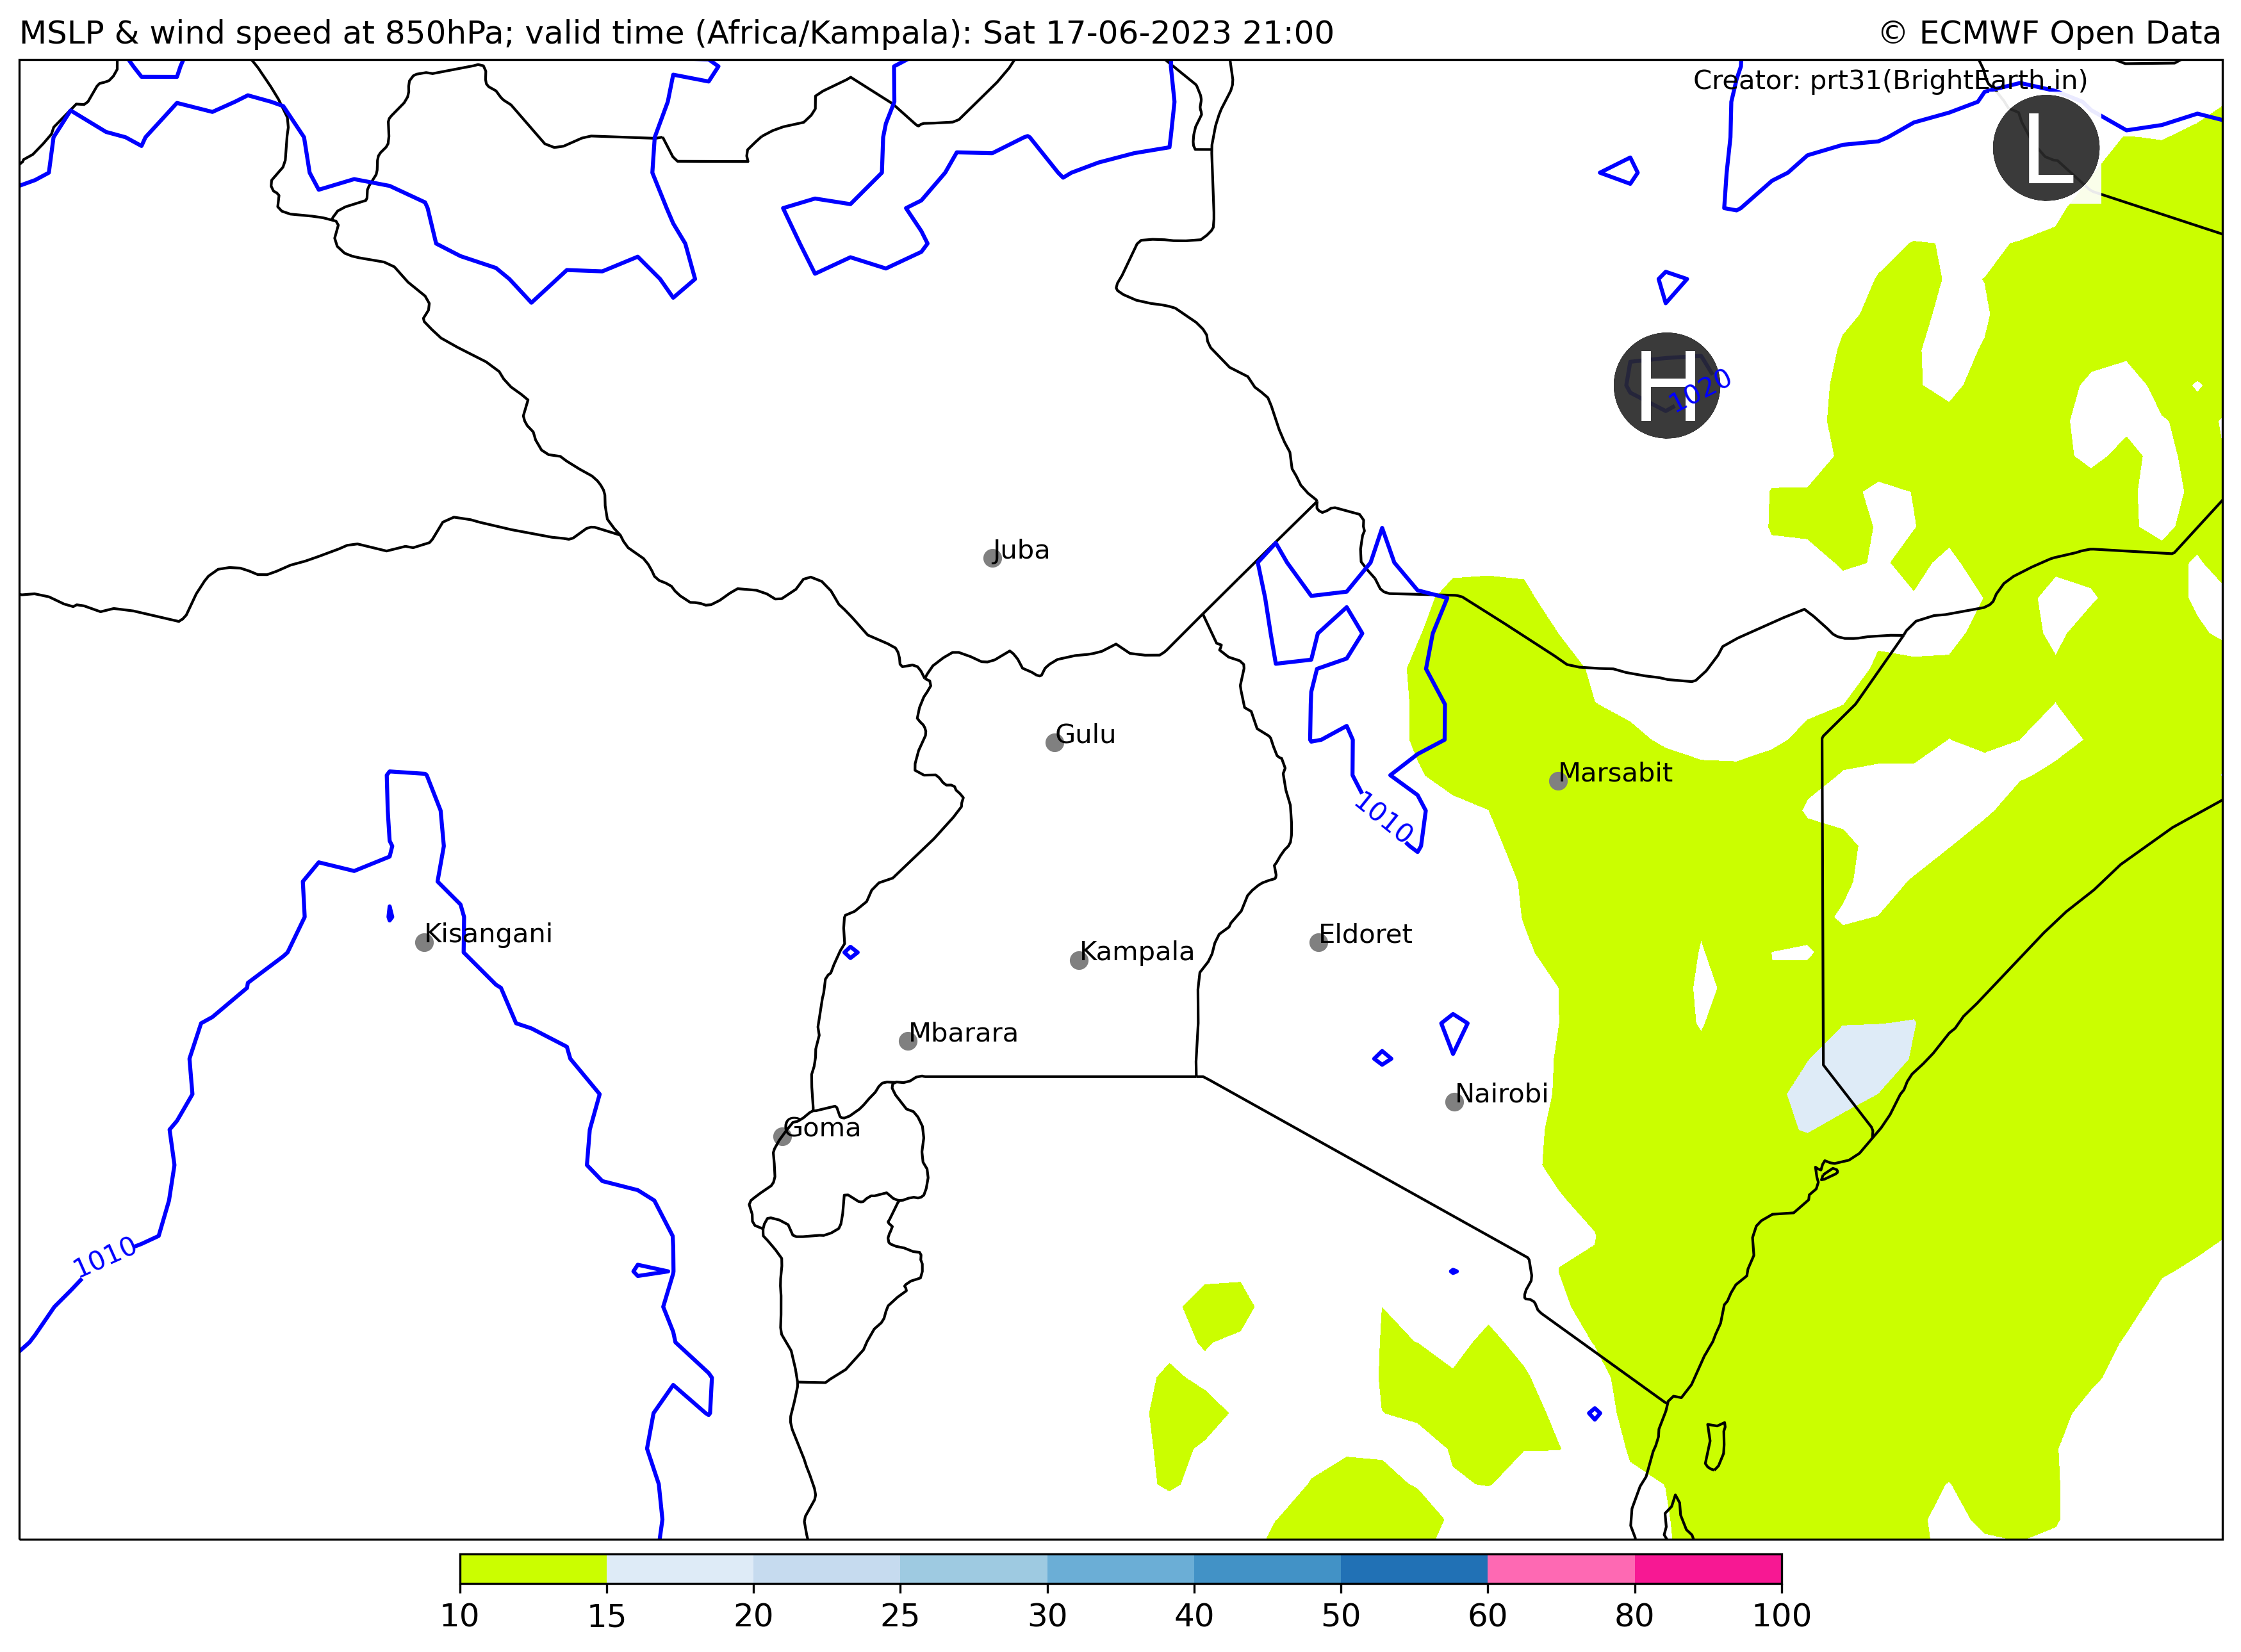 MSLP & wind speed at 850hPa; valid time (Africa/Kampala): Sat 17-06-2023 21:00
© ECMWF Open Data
Creator: prt31(BrightEarth.in)
L
H
1020
Juba
Gulu
Marsabit
1010
Kisangani
Eldoret
Kampala
Mbarara
Nairobi
Goma
1010
10 15 20 25 30 40 50 60 80 100